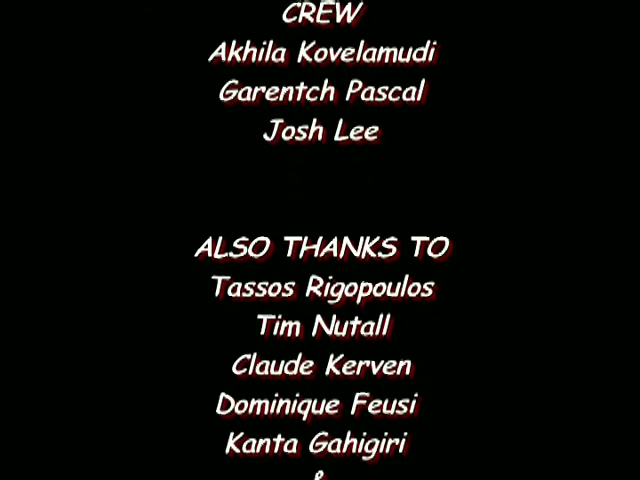 CREW
Akhila Kovelamudi
Garentch Pascal
Josh Lee
ALSO THANKS TO
Tassos Rigopoulos
Tim Nutall
Claude Kerven
Dominique Feusi
Kanta Gahigiri
&